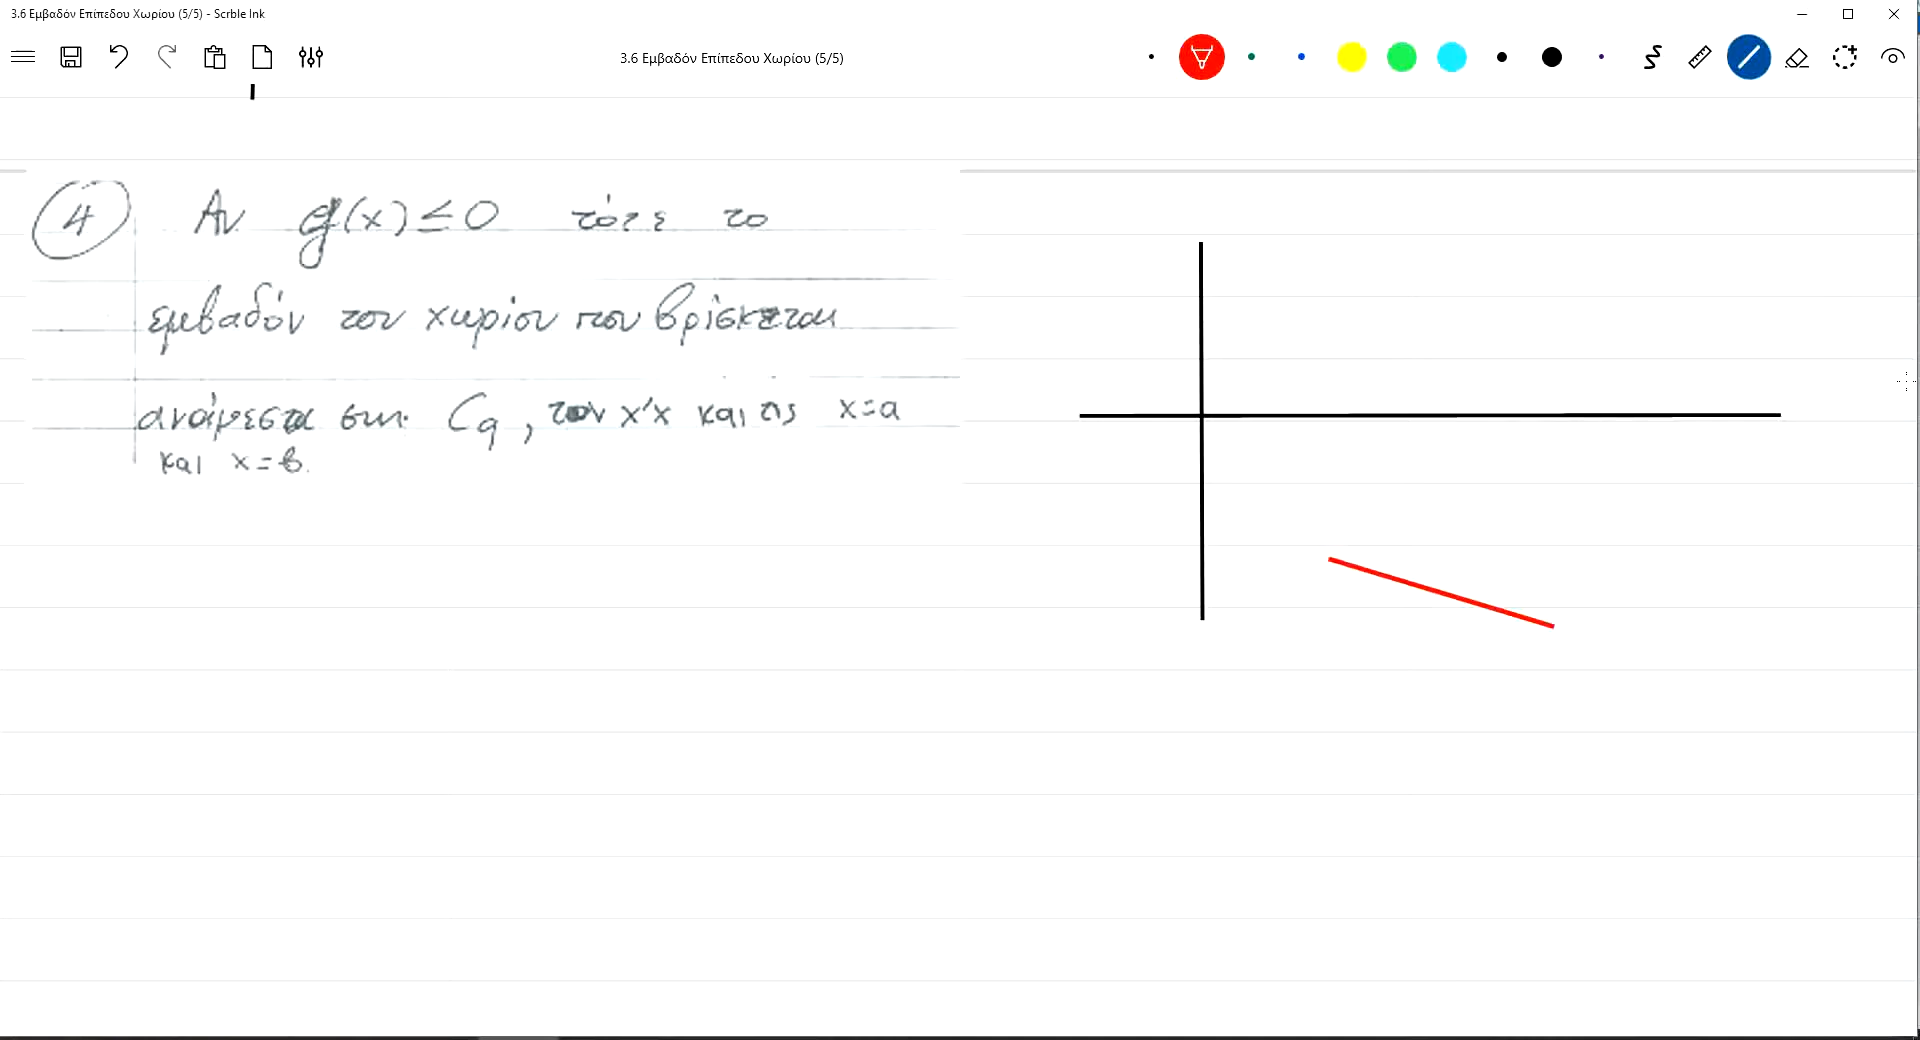 3.6 Εμβαδόν Επίπεδου Χωρίου (5/5) - Scrble Ink
3.6 Εμβαδόν Επίπεδου Χωρίου (5/5)
4 Αν g(x) ≤ 0 τότε το
εμβαδόν του χωρίου που βρίσκεται
ανάμεσα στη Cg, τον x'x και τις x=α
και x=β.